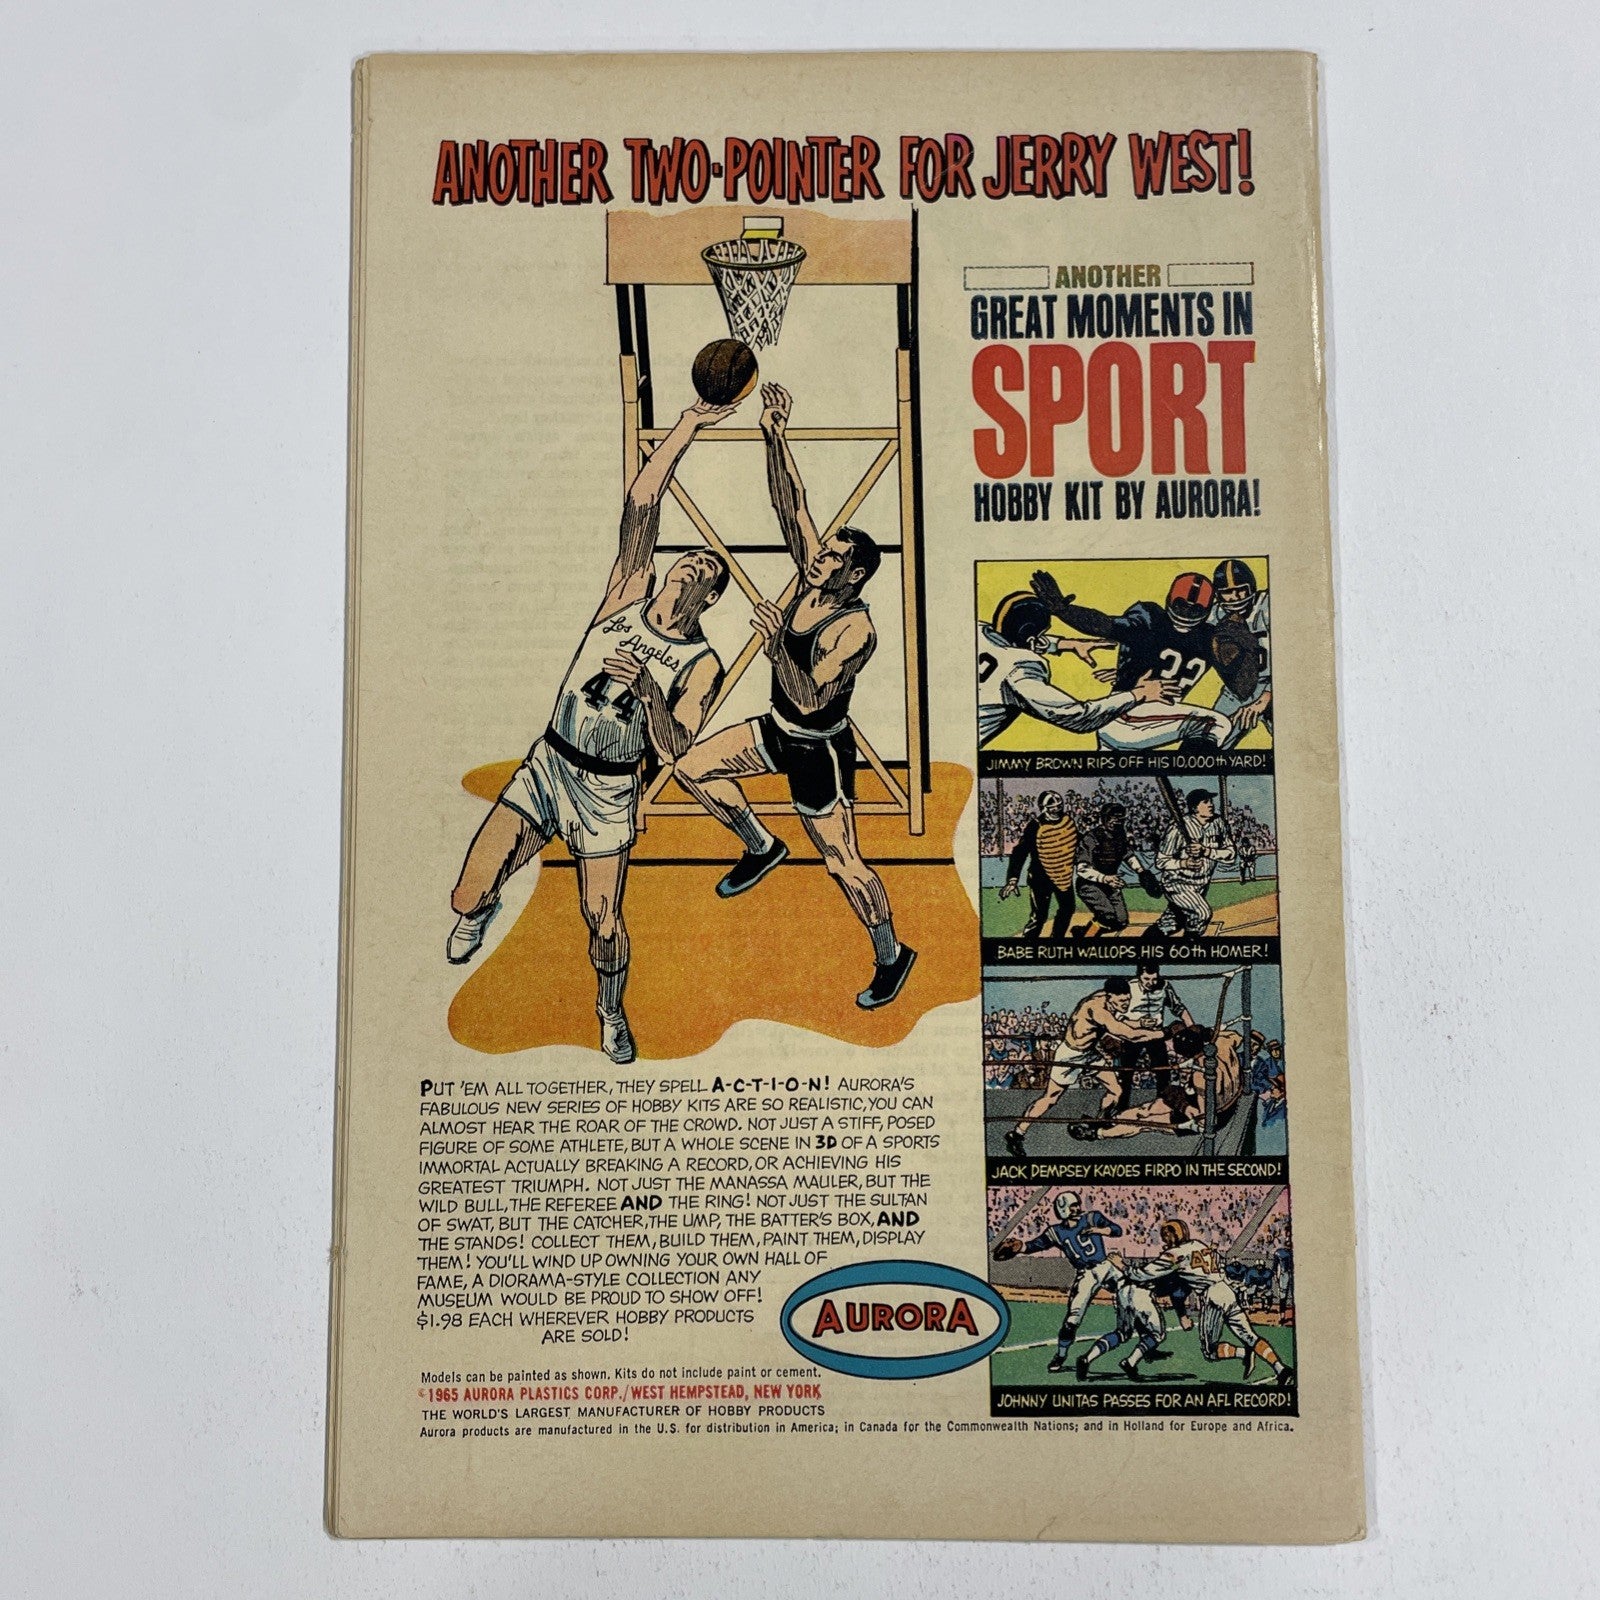 ANOTHER TWO-POINTER FOR JERRY WEST!
ANOTHER
GREAT MOMENTS IN
SPORT
HOBBY KIT BY AURORA!
Los
Angeles
44
32
JIMMY BROWN RIPS OFF HIS 10,000th YARD!
BABE RUTH WALLOPS HIS 60th HOMER!
JACK DEMPSEY KAYOES FIRPO IN THE SECOND!
15
47
JOHNNY UNITAS PASSES FOR AN AFL RECORD!
PUT 'EM ALL TOGETHER, THEY SPELL A-C-T-I-O-N! AURORA'S
FABULOUS NEW SERIES OF HOBBY KITS ARE SO REALISTIC, YOU CAN
ALMOST HEAR THE ROAR OF THE CROWD. NOT JUST A STIFF, POSED
FIGURE OF SOME ATHLETE, BUT A WHOLE SCENE IN 3D OF A SPORTS
IMMORTAL ACTUALLY BREAKING A RECORD, OR ACHIEVING HIS
GREATEST TRIUMPH. NOT JUST THE MANASSA MAULER, BUT THE
WILD BULL, THE REFEREE AND THE RING! NOT JUST THE SULTAN
OF SWAT, BUT THE CATCHER, THE UMP, THE BATTER'S BOX, AND
THE STANDS! COLLECT THEM, BUILD THEM, PAINT THEM, DISPLAY
THEM! YOU'LL WIND UP OWNING YOUR OWN HALL OF
FAME, A DIORAMA-STYLE COLLECTION ANY
MUSEUM WOULD BE PROUD TO SHOW OFF!
$1.98 EACH WHEREVER HOBBY PRODUCTS
ARE SOLD!
AURORA
Models can be painted as shown. Kits do not include paint or cement.
© 1965 AURORA PLASTICS CORP./WEST HEMPSTEAD, NEW YORK
THE WORLD'S LARGEST MANUFACTURER OF HOBBY PRODUCTS
Aurora products are manufactured in the U.S. for distribution in America; in Canada for the Commonwealth Nations; and in Holland for Europe and Africa.